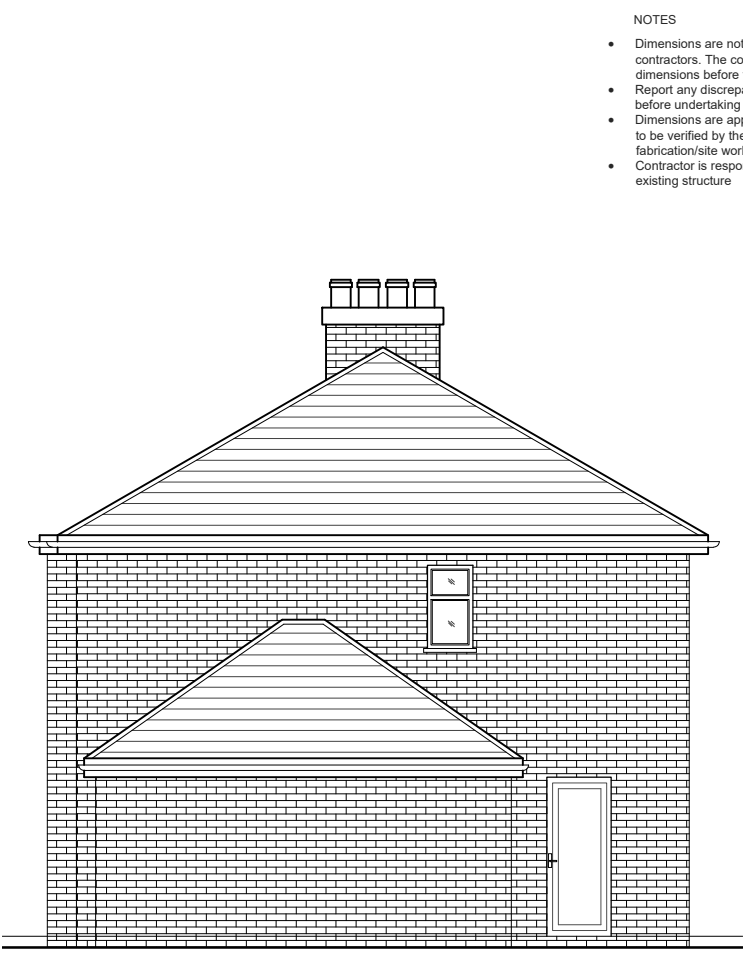 NOTES
• Dimensions are not
contractors. The co
dimensions before
• Report any discrepa
before undertaking
• Dimensions are app
to be verified by the
fabrication/site worl
• Contractor is respo
existing structure